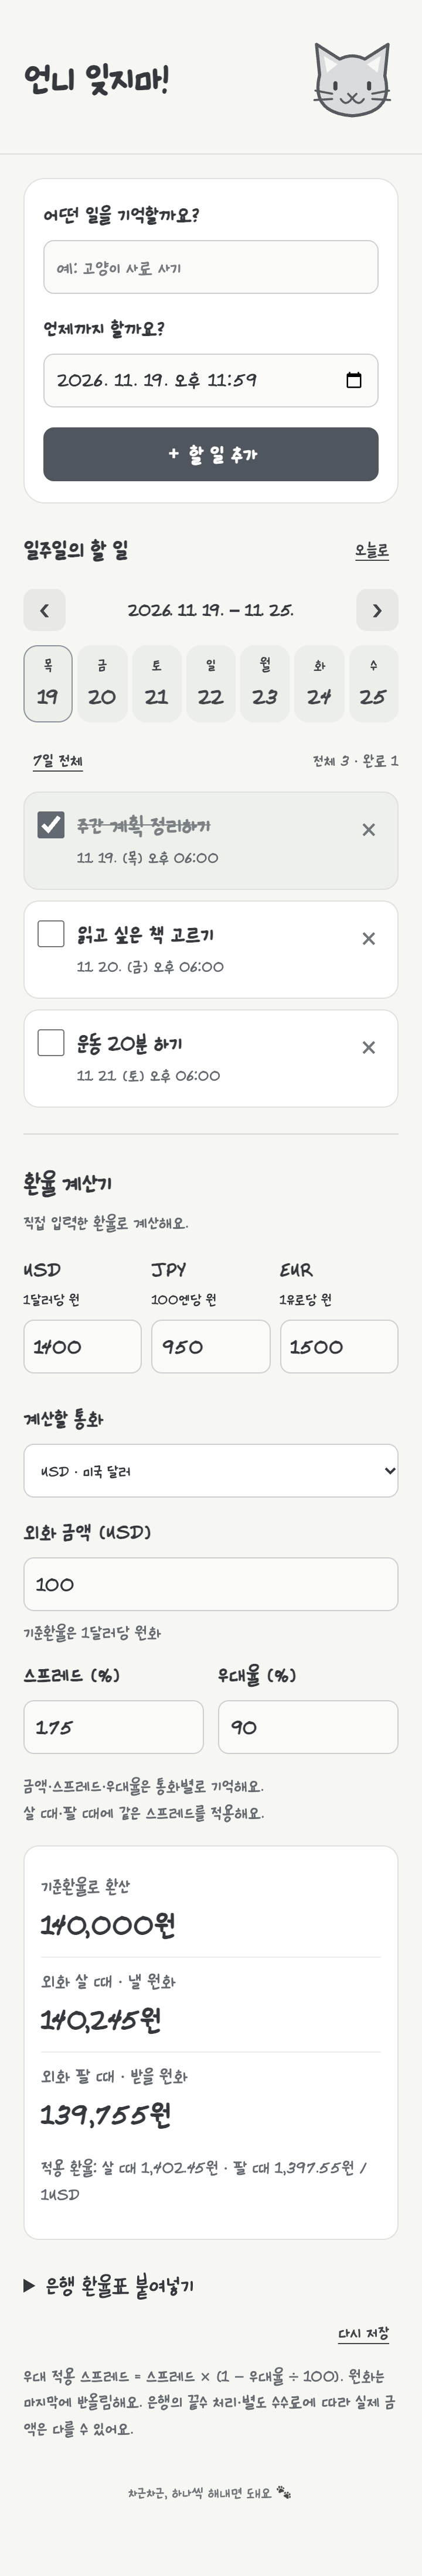 언니 잊지마!
어떤 일을 기억할까요?
예: 고양이 사료 사기
언제까지 할까요?
2026. 11. 19. 오후 11:59
+ 할 일 추가
일주일의 할 일
오늘로
‹ 2026. 11. 19. – 11. 25. ›
목 금 토 일 월 화 수
19 20 21 22 23 24 25
7일 전체
전체 3 · 완료 1
주간 계획 정리하기 ×
11. 19. (목) 오후 06:00
읽고 싶은 책 고르기 ×
11. 20. (금) 오후 06:00
운동 20분 하기 ×
11. 21. (토) 오후 06:00
환율 계산기
직접 입력한 환율로 계산해요.
USD JPY EUR
1달러당 원 100엔당 원 1유로당 원
1400 950 1500
계산할 통화
USD · 미국 달러
외화 금액 (USD)
100
기준환율은 1달러당 원화
스프레드 (%) 우대율 (%)
1.75 90
금액·스프레드·우대율은 통화별로 기억해요.
살 때·팔 때에 같은 스프레드를 적용해요.
기준환율로 환산
140,000원
외화 살 때 · 낼 원화
140,245원
외화 팔 때 · 받을 원화
139,755원
적용 환율: 살 때 1,402.45원 · 팔 때 1,397.55원 /
1USD
▶ 은행 환율표 붙여넣기
다시 저장
우대 적용 스프레드 = 스프레드 × (1 − 우대율 ÷ 100). 원화는
마지막에 반올림해요. 은행의 끝수 처리·별도 수수료에 따라 실제 금
액은 다를 수 있어요.
차근차근, 하나씩 해내면 돼요 🐾